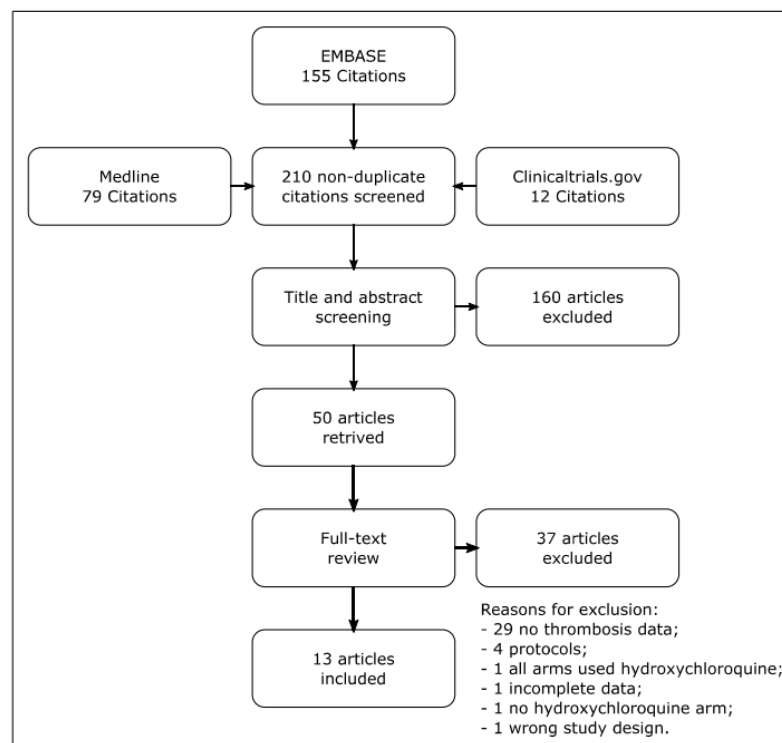 EMBASE
155 Citations
Medline
79 Citations
210 non-duplicate
citations screened
Clinicaltrials.gov
12 Citations
Title and abstract
screening
160 articles
excluded
50 articles
retrived
Full-text
review
37 articles
excluded
13 articles
included
Reasons for exclusion:
- 29 no thrombosis data;
- 4 protocols;
- 1 all arms used hydroxychloroquine;
- 1 incomplete data;
- 1 no hydroxychloroquine arm;
- 1 wrong study design.